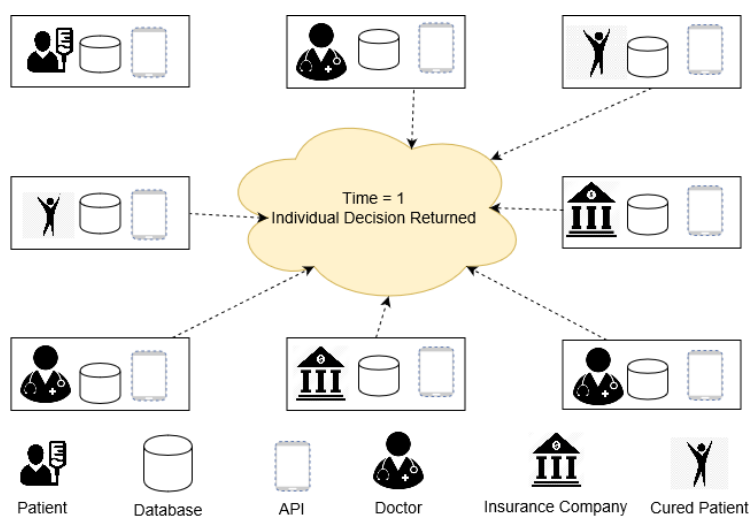 Time = 1
Individual Decision Returned
Patient
Database
API
Doctor
Insurance Company
Cured Patient